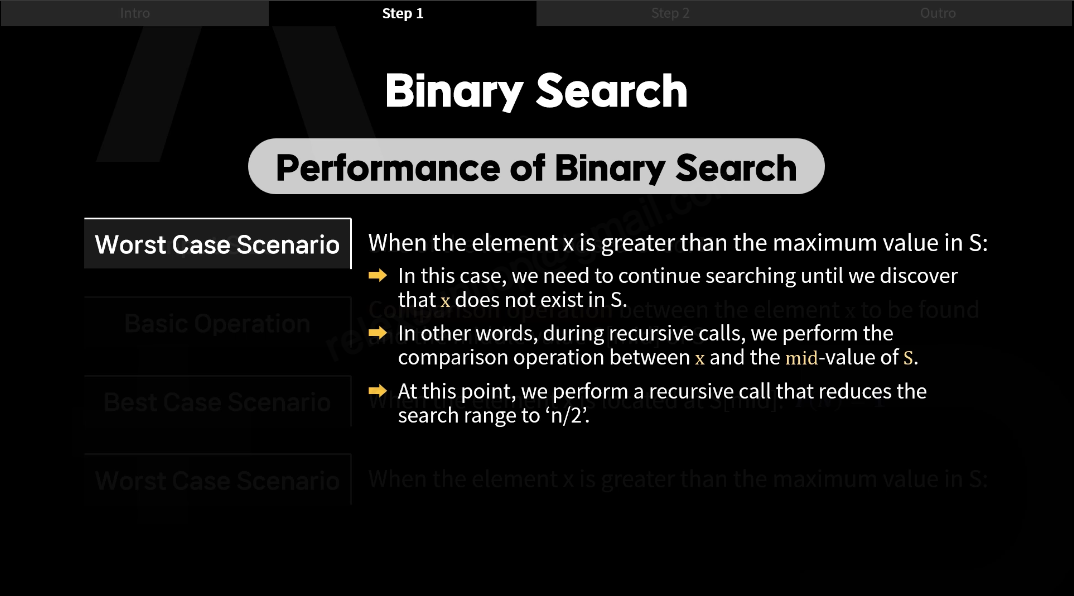 Intro
Step 1
Step 2
Outro
Binary Search
Performance of Binary Search
Worst Case Scenario
When the element x is greater than the maximum value in S:
➡ In this case, we need to continue searching until we discover
that x does not exist in S.
➡ In other words, during recursive calls, we perform the
comparison operation between x and the mid-value of S.
➡ At this point, we perform a recursive call that reduces the
search range to ‘n/2’.
Basic Operation
Comparison operation between the element x to be found
Best Case Scenario
Worst Case Scenario
When the element x is greater than the maximum value in S: